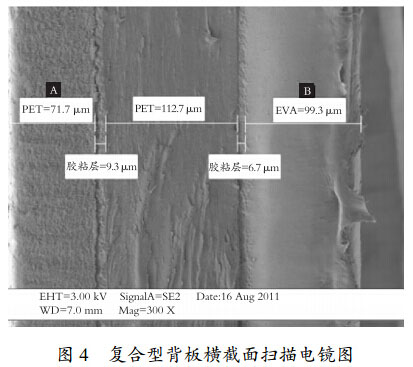 A
B
PET=71.7 μm
PET=112.7 μm
EVA=99.3 μm
胶粘层=9.3 μm
胶粘层=6.7 μm
EHT=3.00 kV SignalA=SE2 Date:16 Aug 2011
WD=7.0 mm Mag=300 X
图 4 复合型背板横截面扫描电镜图